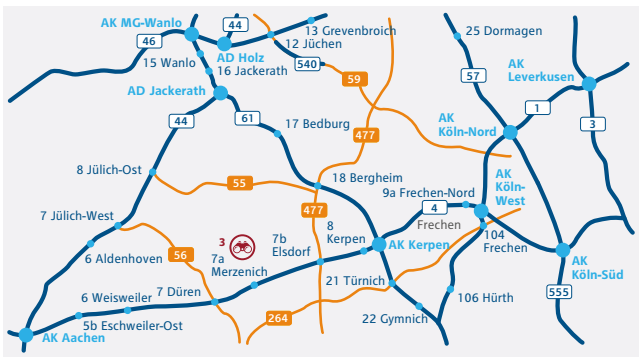 AK MG-Wanlo
44
13 Grevenbroich
25 Dormagen
46
12 Jüchen
15 Wanlo
AD Holz
16 Jackerath
540
AK
Leverkusen
59
57
AD Jackerath
1
44
61
17 Bedburg
477
AK
Köln-Nord
3
8 Jülich-Ost
55
18 Bergheim
9a Frechen-Nord
AK
Köln-
West
477
4
7 Jülich-West
Frechen
8
Kerpen
104
Frechen
3
7b
Elsdorf
AK Kerpen
6 Aldenhoven
56
7a
Merzenich
AK
Köln-Süd
21 Türnich
6 Weisweiler
7 Düren
106 Hürth
555
264
22 Gymnich
5b Eschweiler-Ost
AK Aachen